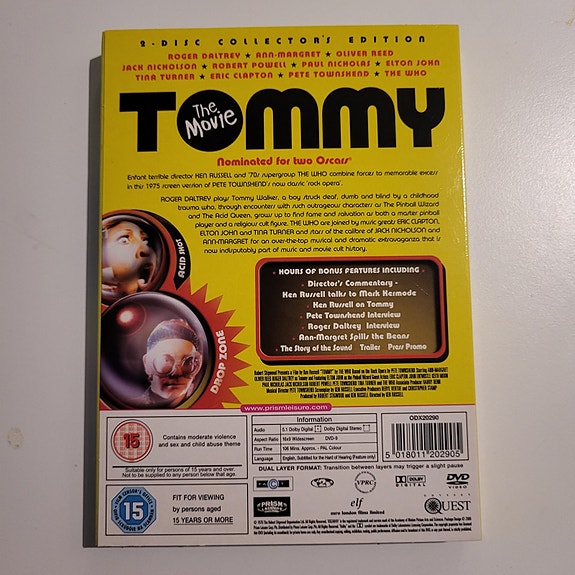 2-DISC COLLECTOR'S EDITION
ROGER DALTREY ★ ANN-MARGRET ★ OLIVER REED
JACK NICHOLSON ★ ROBERT POWELL ★ PAUL NICHOLAS ★ ELTON JOHN
TINA TURNER ★ ERIC CLAPTON ★ PETE TOWNSHEND ★ THE WHO
TOMMY
The Movie
Nominated for two Oscars®
Enfant terrible director KEN RUSSELL and '70s supergroup THE WHO combine forces to memorable excess
in this 1975 screen version of PETE TOWNSHEND's now classic 'rock opera'.
ROGER DALTREY plays Tommy Walker, a boy struck deaf, dumb and blind by a childhood
trauma who, through encounters with such outrageous characters as The Pinball Wizard
and The Acid Queen, grows up to find fame and salvation as both a master pinball
player and a religious cult figure. THE WHO are joined by music greats ERIC CLAPTON,
ELTON JOHN and TINA TURNER and stars of the calibre of JACK NICHOLSON and
ANN-MARGRET for an over-the-top musical and dramatic extravaganza that is
now indisputably part of music and movie cult history.
ACID SHOT
DROP ZONE
• HOURS OF BONUS FEATURES INCLUDING •
Director's Commentary -
Ken Russell talks to Mark Kermode
Ken Russell on Tommy
Pete Townshend Interview
Roger Daltrey Interview
Ann-Margret Spills the Beans
• The Story of the Sound Trailer Press Promo
www.prismleisure.com
15
Contains moderate violence
and sex and child abuse theme
Suitable only for persons of 15 years and over.
Not to be supplied to any person below that age.
INFORMATION
Audio 5.1 Dolby Digital Dolby Digital Stereo
Aspect Ratio 16x9 Widescreen DVD-9
Run Time 106 Mins. Approx. - PAL Colour
Language English, Subtitled for the Hard of Hearing (Feature only)
ODX20290
5 018011 202905
DUAL LAYER FORMAT: Transition between layers may trigger a slight pause
15
FIT FOR VIEWING
by persons aged
15 YEARS OR MORE
VPRC
DOLBY
DIGITAL
DVD
VIDEO
PRISM
elf
euro london films limited
QUEST